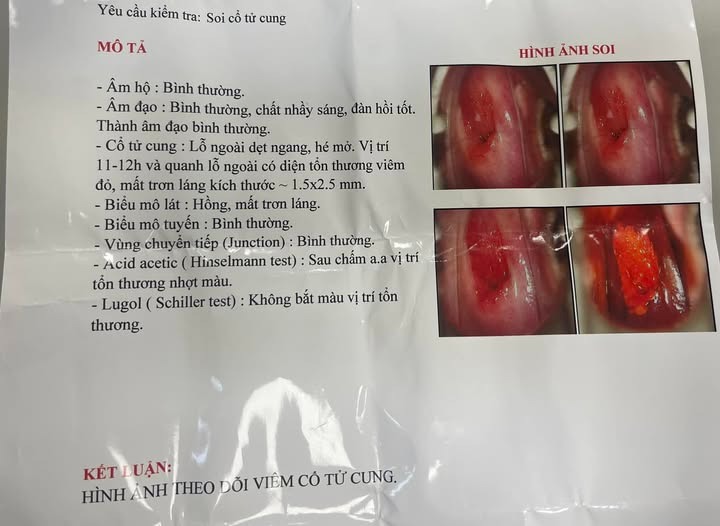 Yêu cầu kiểm tra: Soi cổ tử cung
MÔ TẢ
- Âm hộ : Bình thường.
- Âm đạo : Bình thường, chất nhầy sáng, đàn hồi tốt.
Thành âm đạo bình thường.
- Cổ tử cung : Lỗ ngoài dẹt ngang, hé mở. Vị trí
11-12h và quanh lỗ ngoài có diện tổn thương viêm
đỏ, mất trơn láng kích thước ~ 1.5x2.5 mm.
- Biểu mô lát : Hồng, mất trơn láng.
- Biểu mô tuyến : Bình thường.
- Vùng chuyển tiếp (Junction) : Bình thường.
- Acid acetic ( Hinselmann test) : Sau chấm a.a vị trí
tổn thương nhợt màu.
- Lugol ( Schiller test) : Không bắt màu vị trí tổn
thương.
HÌNH ẢNH SOI
KẾT LUẬN:
HÌNH ẢNH THEO DÕI VIÊM CỔ TỬ CUNG.